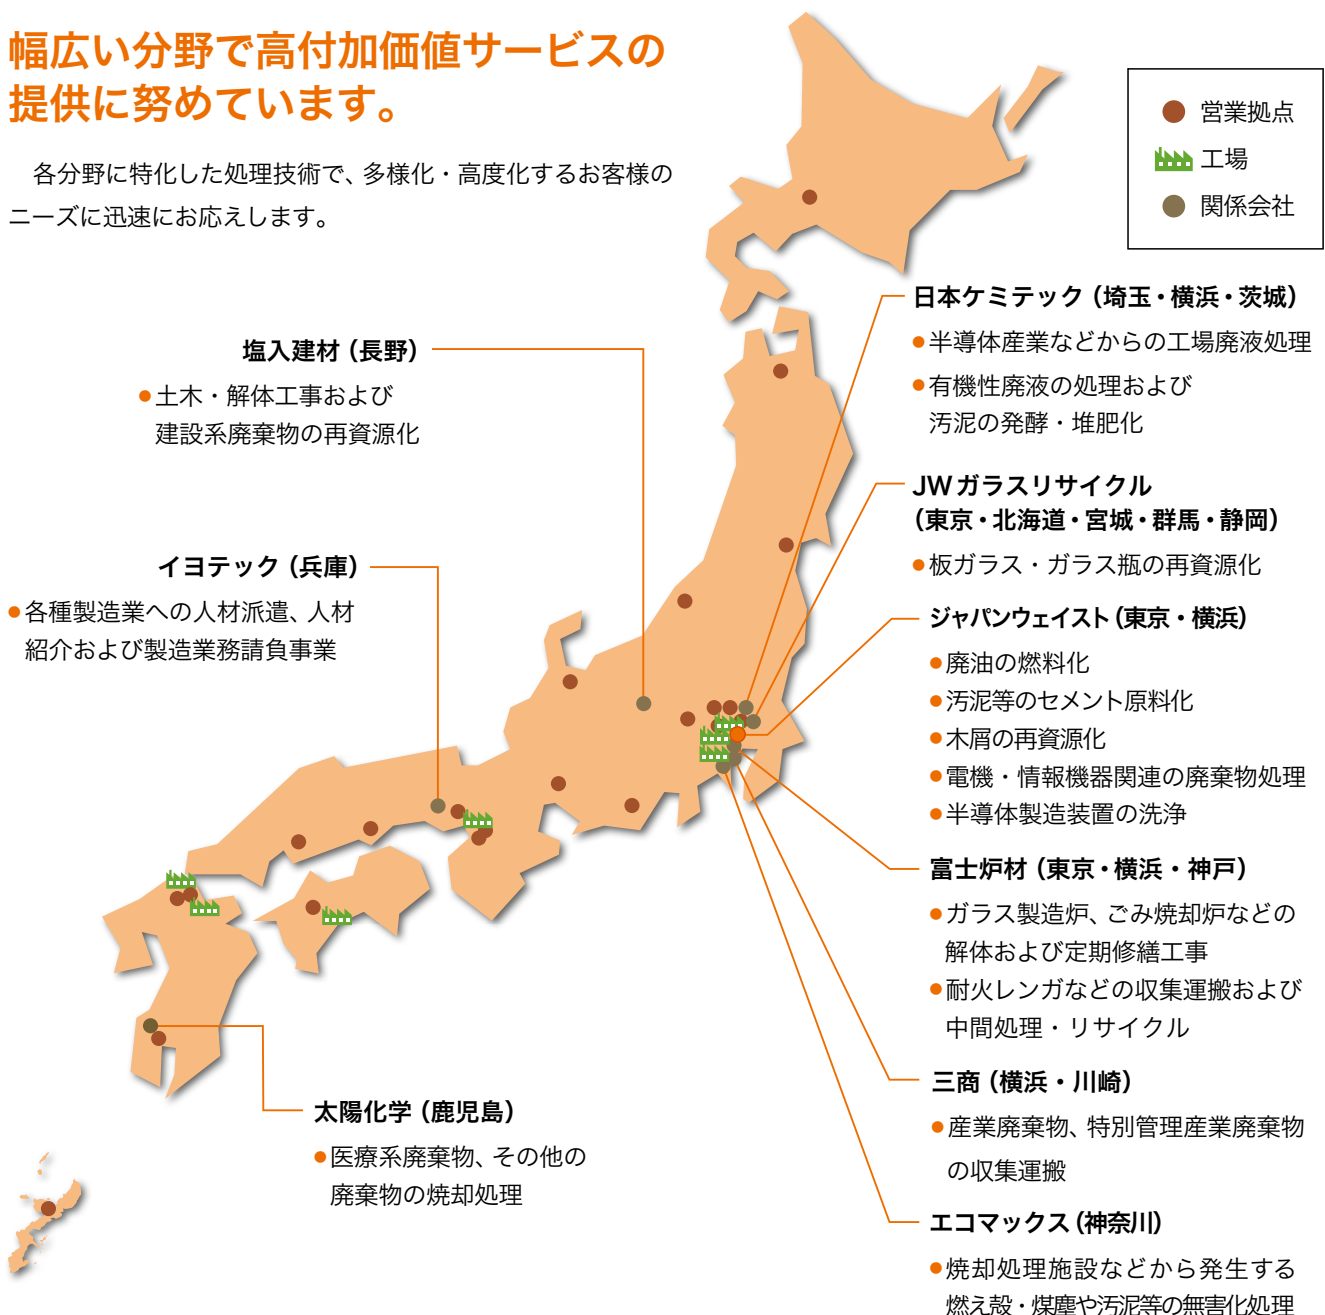 幅広い分野で高付加価値サービスの
提供に努めています。
各分野に特化した処理技術で、多様化・高度化するお客様の
ニーズに迅速にお応えします。
営業拠点
工場
関係会社
塩入建材（長野）
●土木・解体工事および
建設系廃棄物の再資源化
イヨテック（兵庫）
●各種製造業への人材派遣、人材
紹介および製造業務請負事業
太陽化学（鹿児島）
●医療系廃棄物、その他の
廃棄物の焼却処理
日本ケミテック（埼玉・横浜・茨城）
●半導体産業などからの工場廃液処理
●有機性廃液の処理および
汚泥の発酵・堆肥化
JWガラスリサイクル
（東京・北海道・宮城・群馬・静岡）
●板ガラス・ガラス瓶の再資源化
ジャパンウェイスト（東京・横浜）
●廃油の燃料化
●汚泥等のセメント原料化
●木屑の再資源化
●電機・情報機器関連の廃棄物処理
●半導体製造装置の洗浄
富士炉材（東京・横浜・神戸）
●ガラス製造炉、ごみ焼却炉などの
解体および定期修繕工事
●耐火レンガなどの収集運搬および
中間処理・リサイクル
三商（横浜・川崎）
●産業廃棄物、特別管理産業廃棄物
の収集運搬
エコマックス（神奈川）
●焼却処理施設などから発生する
燃え殻・煤塵や汚泥等の無害化処理